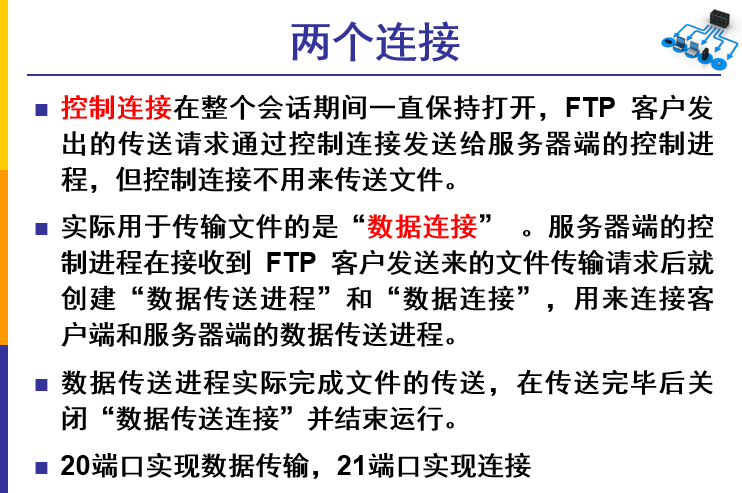 两个连接
控制连接在整个会话期间一直保持打开，FTP 客户发
出的传送请求通过控制连接发送给服务器端的控制进
程，但控制连接不用来传送文件。
实际用于传输文件的是“数据连接” 。服务器端的控
制进程在接收到 FTP 客户发送来的文件传输请求后就
创建“数据传送进程”和“数据连接”，用来连接客
户端和服务器端的数据传送进程。
数据传送进程实际完成文件的传送，在传送完毕后关
闭“数据传送连接”并结束运行。
20端口实现数据传输，21端口实现连接